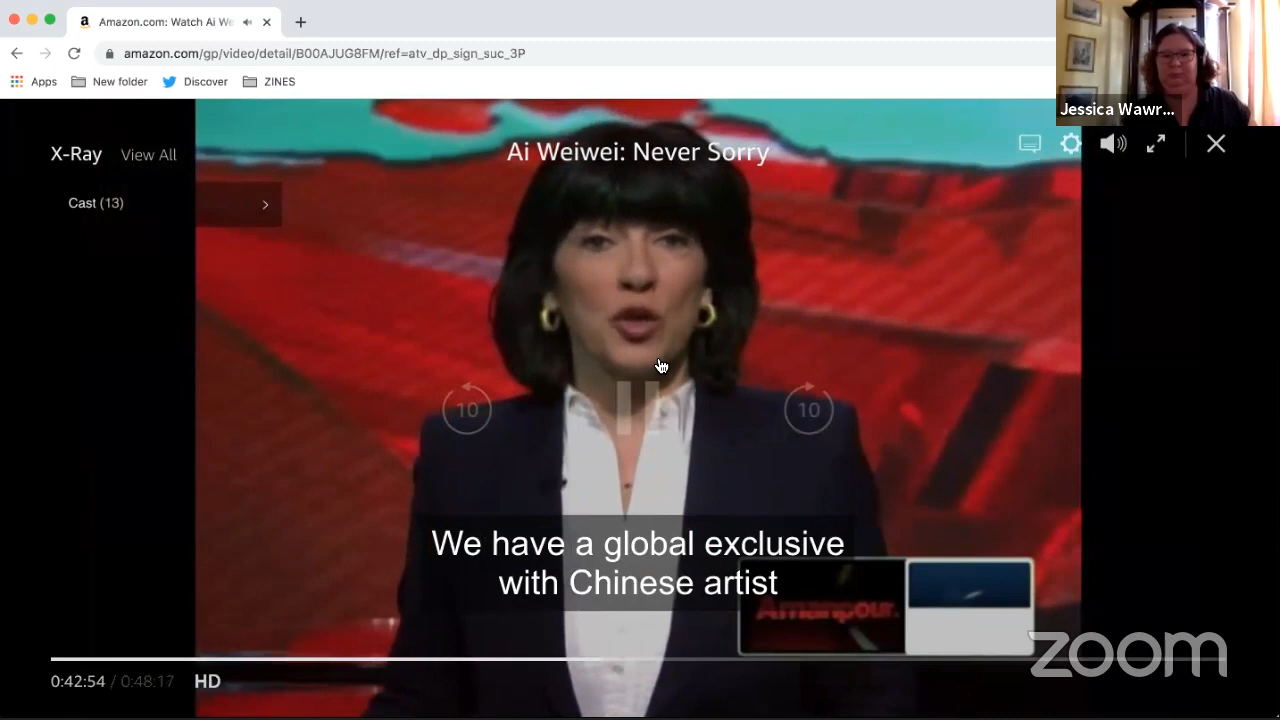 Amazon.com: Watch Ai We
amazon.com/gp/video/detail/B00AJUG8FM/ref=atv_dp_sign_suc_3P
Apps New folder Discover ZINES
Jessica Wawr...
X-Ray View All
Ai Weiwei: Never Sorry
Cast (13)
10 10
We have a global exclusive
with Chinese artist
Amanpour.
zoom
0:42:54 / 0:48:17 HD